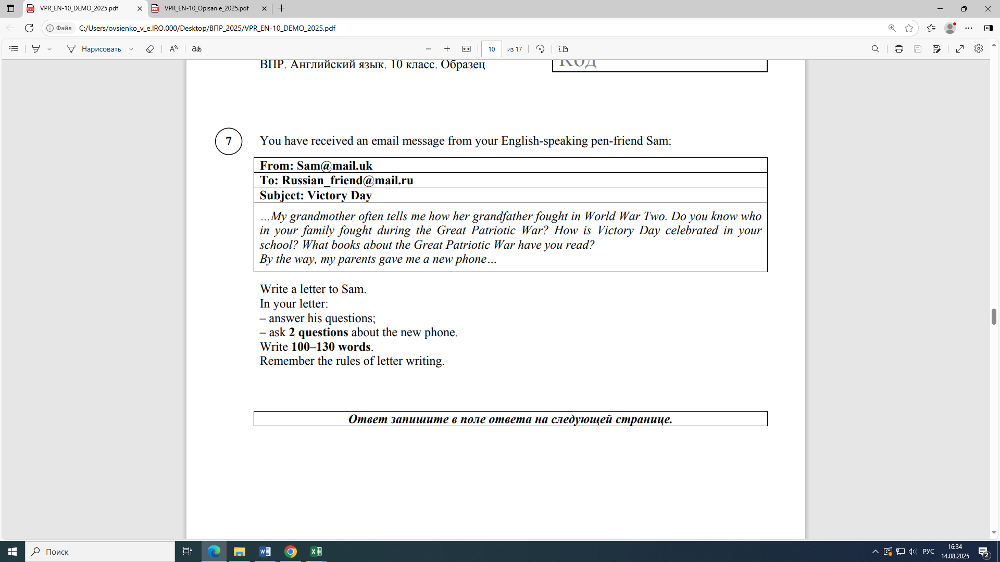 VPR_EN-10_DEMO_2025.pdf
VPR_EN-10_Opisanie_2025.pdf
Файл
C:/Users/ovsienko_v_e.IRO.000/Desktop/ВПР_2025/VPR_EN-10_DEMO_2025.pdf
Нарисовать
10 из 17
ВПР. Английский язык. 10 класс. Образец
Код
7 You have received an email message from your English-speaking pen-friend Sam:
From: Sam@mail.uk
To: Russian_friend@mail.ru
Subject: Victory Day
…My grandmother often tells me how her grandfather fought in World War Two. Do you know who
in your family fought during the Great Patriotic War? How is Victory Day celebrated in your
school? What books about the Great Patriotic War have you read?
By the way, my parents gave me a new phone…
Write a letter to Sam.
In your letter:
– answer his questions;
– ask 2 questions about the new phone.
Write 100–130 words.
Remember the rules of letter writing.
Ответ запишите в поле ответа на следующей странице.
Поиск
РУС
16:34
14.08.2025
2